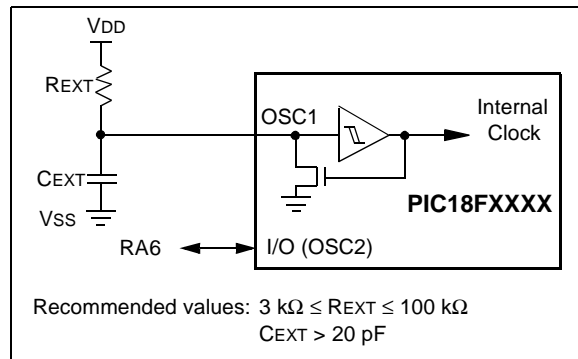 VDD
REXT
OSC1
Internal
Clock
CEXT
PIC18FXXXX
VSS
RA6
I/O (OSC2)
Recommended values: 3 kΩ ≤ REXT ≤ 100 kΩ
CEXT > 20 pF